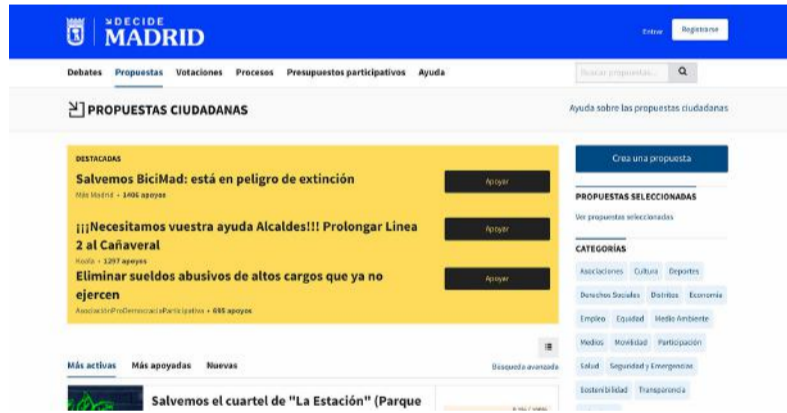 DECIDE
MADRID
Entrar
Registrarse
Debates Propuestas Votaciones Procesos Presupuestos participativos Ayuda
Buscar propuestas...
PROPUESTAS CIUDADANAS
Ayuda sobre las propuestas ciudadanas
DESTACADAS
Salvemos BiciMad: está en peligro de extinción
Más Madrid • 1406 apoyos
Apoyar
¡¡¡Necesitamos vuestra ayuda Alcaldes!!! Prolongar Linea
2 al Cañaveral
1297 apoyos
Apoyar
Eliminar sueldos abusivos de altos cargos que ya no
ejercen
AsociaciónProDemocraciaParticipativa • 695 apoyos
Apoyar
Más activas Más apoyadas Nuevas
Búsqueda avanzada
Salvemos el cuartel de "La Estación" (Parque
Crea una propuesta
PROPUESTAS SELECCIONADAS
Ver propuestas seleccionadas
CATEGORÍAS
Asociaciones Cultura Deportes
Derechos Sociales Distritos Economía
Empleo Equidad Medio Ambiente
Medios Movilidad Participación
Salud Seguridad y Emergencias
Sostenibilidad Transparencia